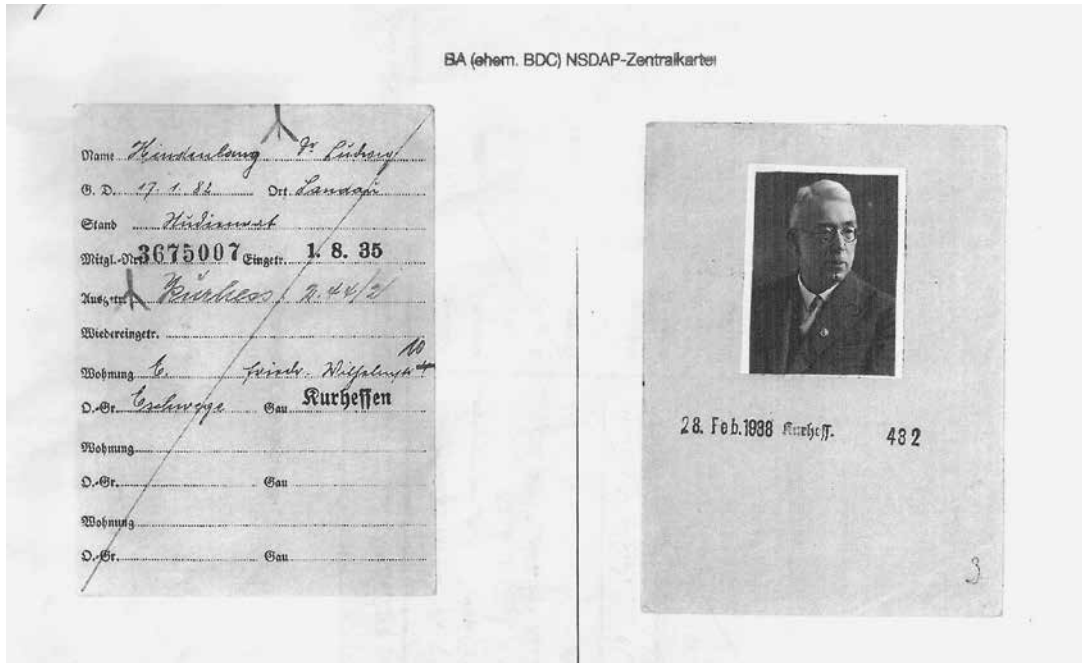 BA (ehem. BDC) NSDAP-Zentralkartei
Name Hindenlang Dr Ludwig
G. D. 17. 1. 82 Ort Landau
Stand Studienrat
Mitgl.-Nr. 3675007 Eingetr. 1. 8. 35
Ausgetr. Kurhess. 2.44/2
Wiedereingetr.
Wohnung E. Friedr. Wilhelmstr 10
O.-Gr. Eschwege Gau Kurhessen
Wohnung
O.-Gr. Gau
Wohnung
O.-Gr. Gau
28. Feb. 1938 Kurhess. 482
3